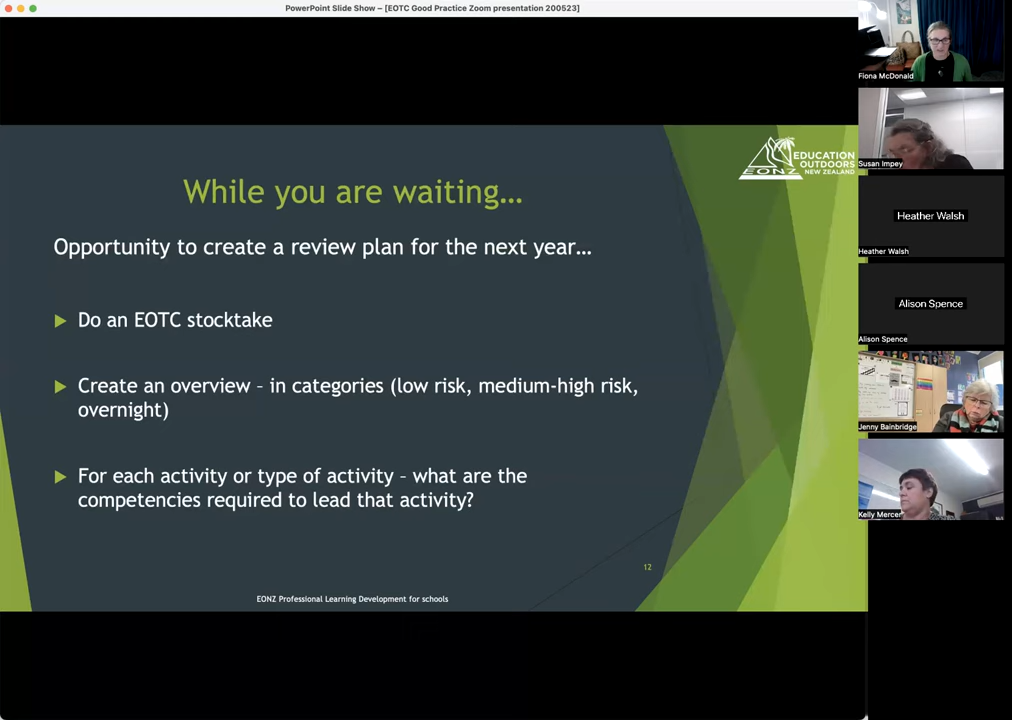 PowerPoint Slide Show – [EOTC Good Practice Zoom presentation 200523]
EDUCATION
OUTDOORS
NEW ZEALAND
EONZ
While you are waiting…
Opportunity to create a review plan for the next year…
Do an EOTC stocktake
Create an overview – in categories (low risk, medium-high risk,
overnight)
For each activity or type of activity – what are the
competencies required to lead that activity?
12
EONZ Professional Learning Development for schools
Fiona McDonald
Susan Impey
Heather Walsh
Heather Walsh
Alison Spence
Alison Spence
Jenny Bainbridge
Kelly Mercer